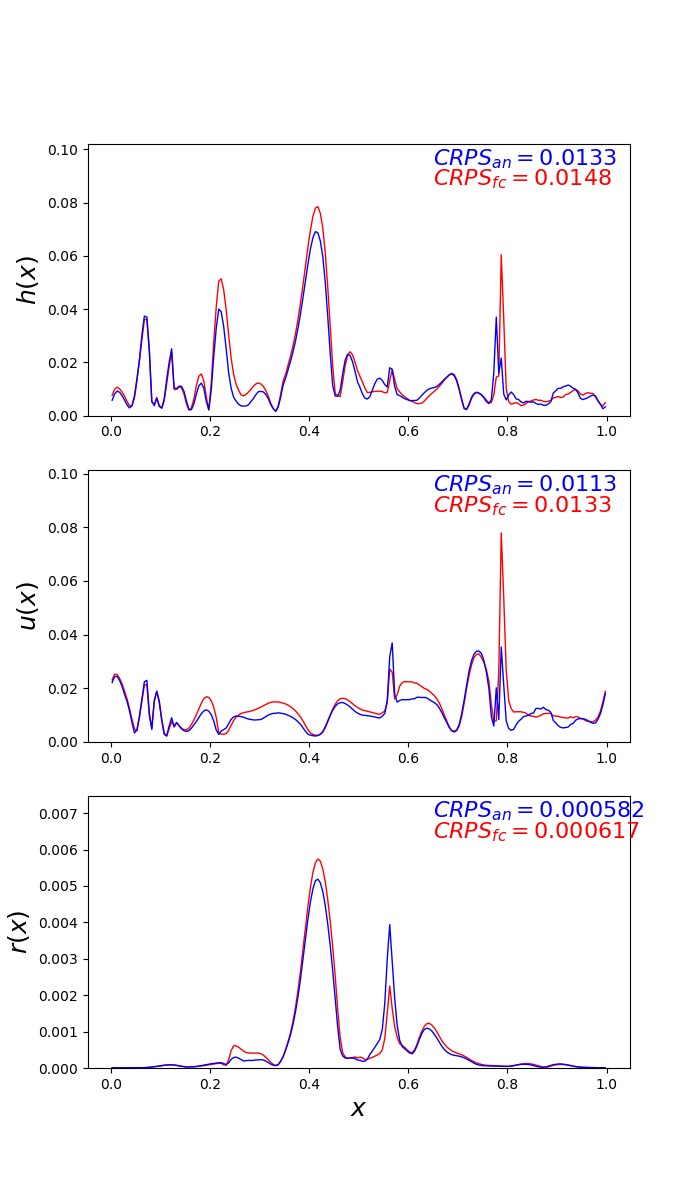 CRPS_an = 0.0133
CRPS_fc = 0.0148
h(x)
0.10
0.08
0.06
0.04
0.02
0.00
0.0 0.2 0.4 0.6 0.8 1.0
CRPS_an = 0.0113
CRPS_fc = 0.0133
u(x)
0.10
0.08
0.06
0.04
0.02
0.00
0.0 0.2 0.4 0.6 0.8 1.0
CRPS_an = 0.000582
CRPS_fc = 0.000617
r(x)
0.007
0.006
0.005
0.004
0.003
0.002
0.001
0.000
0.0 0.2 0.4 0.6 0.8 1.0
x